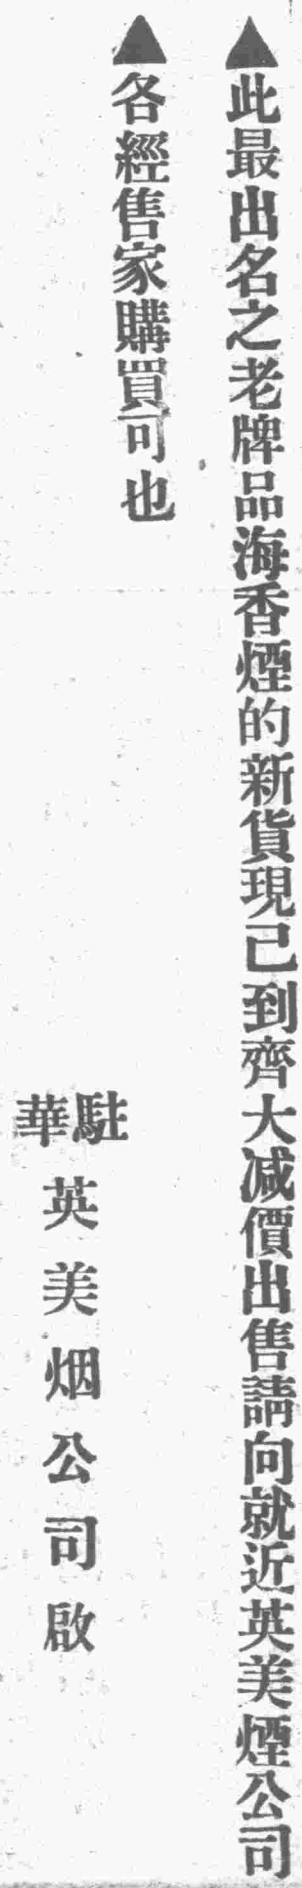 ▲此最出名之老牌品海香煙的新貨現已到齊大減價出售請向就近英美煙公司
▲各經售家購買可也
駐華英美烟公司啟